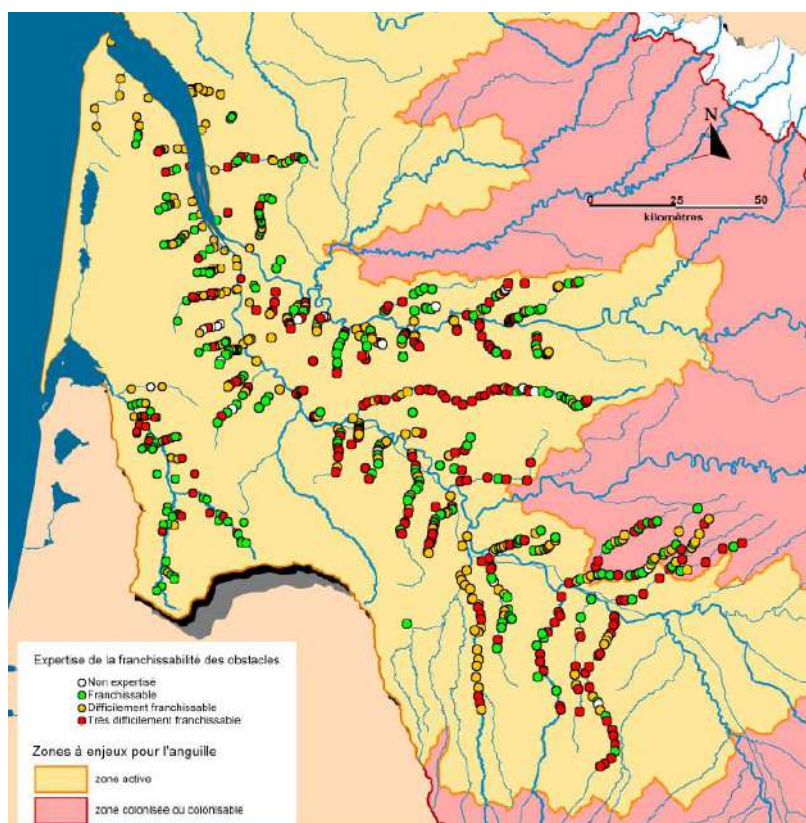 N
0 25 50
kilomètres
Expertise de la franchissabilité des obstacles
Non expertisé
Franchissable
Difficilement franchissable
Très difficilement franchissable
Zones à enjeux pour l'anguille
zone active
zone colonisée ou colonisable